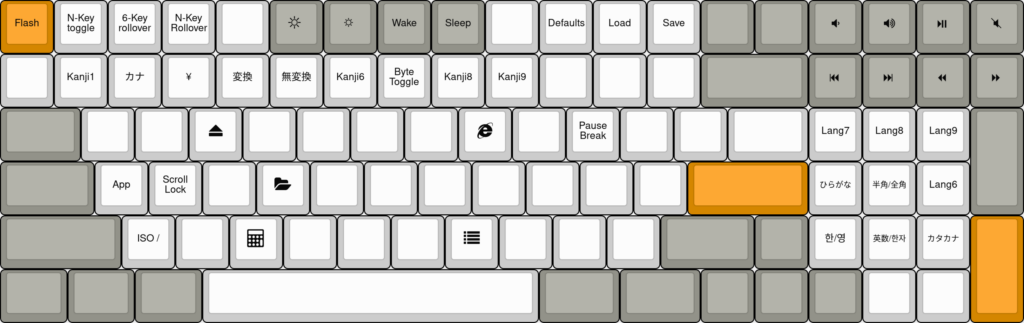 Flash
N-Key
toggle
6-Key
rollover
N-Key
Rollover
Wake
Sleep
Defaults
Load
Save
Kanji1
カナ
¥
変換
無変換
Kanji6
Byte
Toggle
Kanji8
Kanji9
Pause
Break
Lang7
Lang8
Lang9
App
Scroll
Lock
ひらがな
半角/全角
Lang6
ISO /
한/영
英数/한자
カタカナ